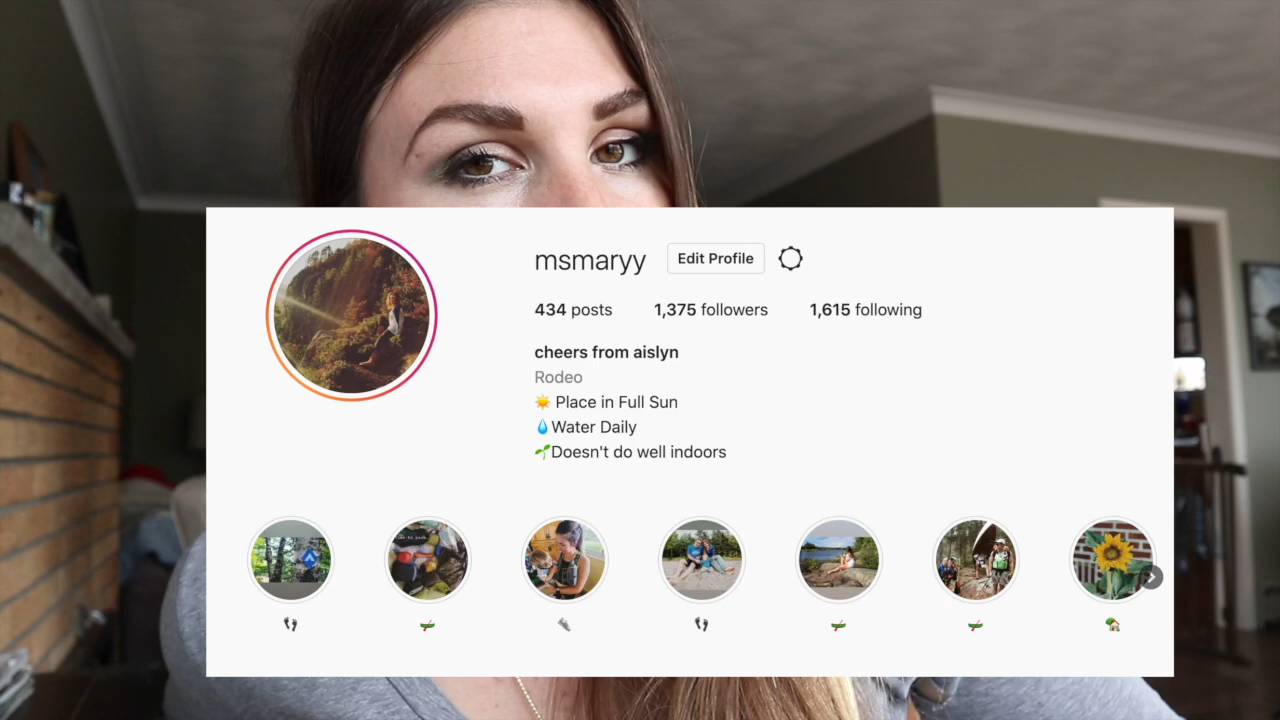 msmaryy Edit Profile
434 posts 1,375 followers 1,615 following
cheers from aislyn
Rodeo
☀️ Place in Full Sun
💧Water Daily
🌱Doesn't do well indoors